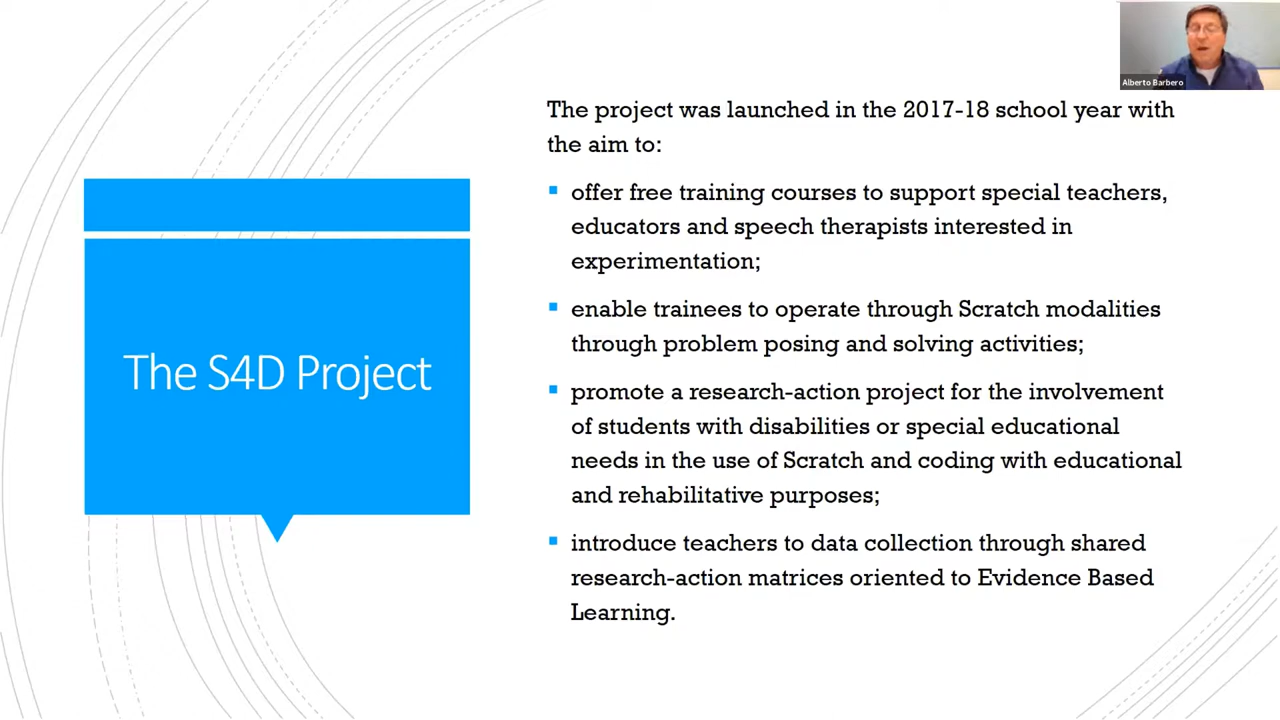 Alberto Barbero
The project was launched in the 2017-18 school year with
the aim to:
offer free training courses to support special teachers,
educators and speech therapists interested in
experimentation;
enable trainees to operate through Scratch modalities
through problem posing and solving activities;
promote a research-action project for the involvement
of students with disabilities or special educational
needs in the use of Scratch and coding with educational
and rehabilitative purposes;
introduce teachers to data collection through shared
research-action matrices oriented to Evidence Based
Learning.
The S4D Project